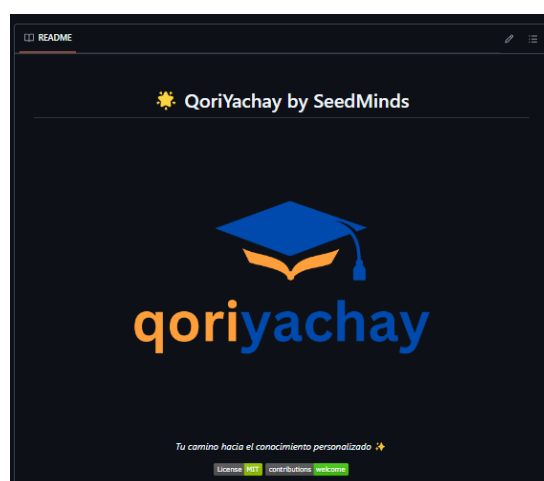 README
🌟 QoriYachay by SeedMinds
qoriyachay
Tu camino hacia el conocimiento personalizado ✨
License MIT contributions welcome